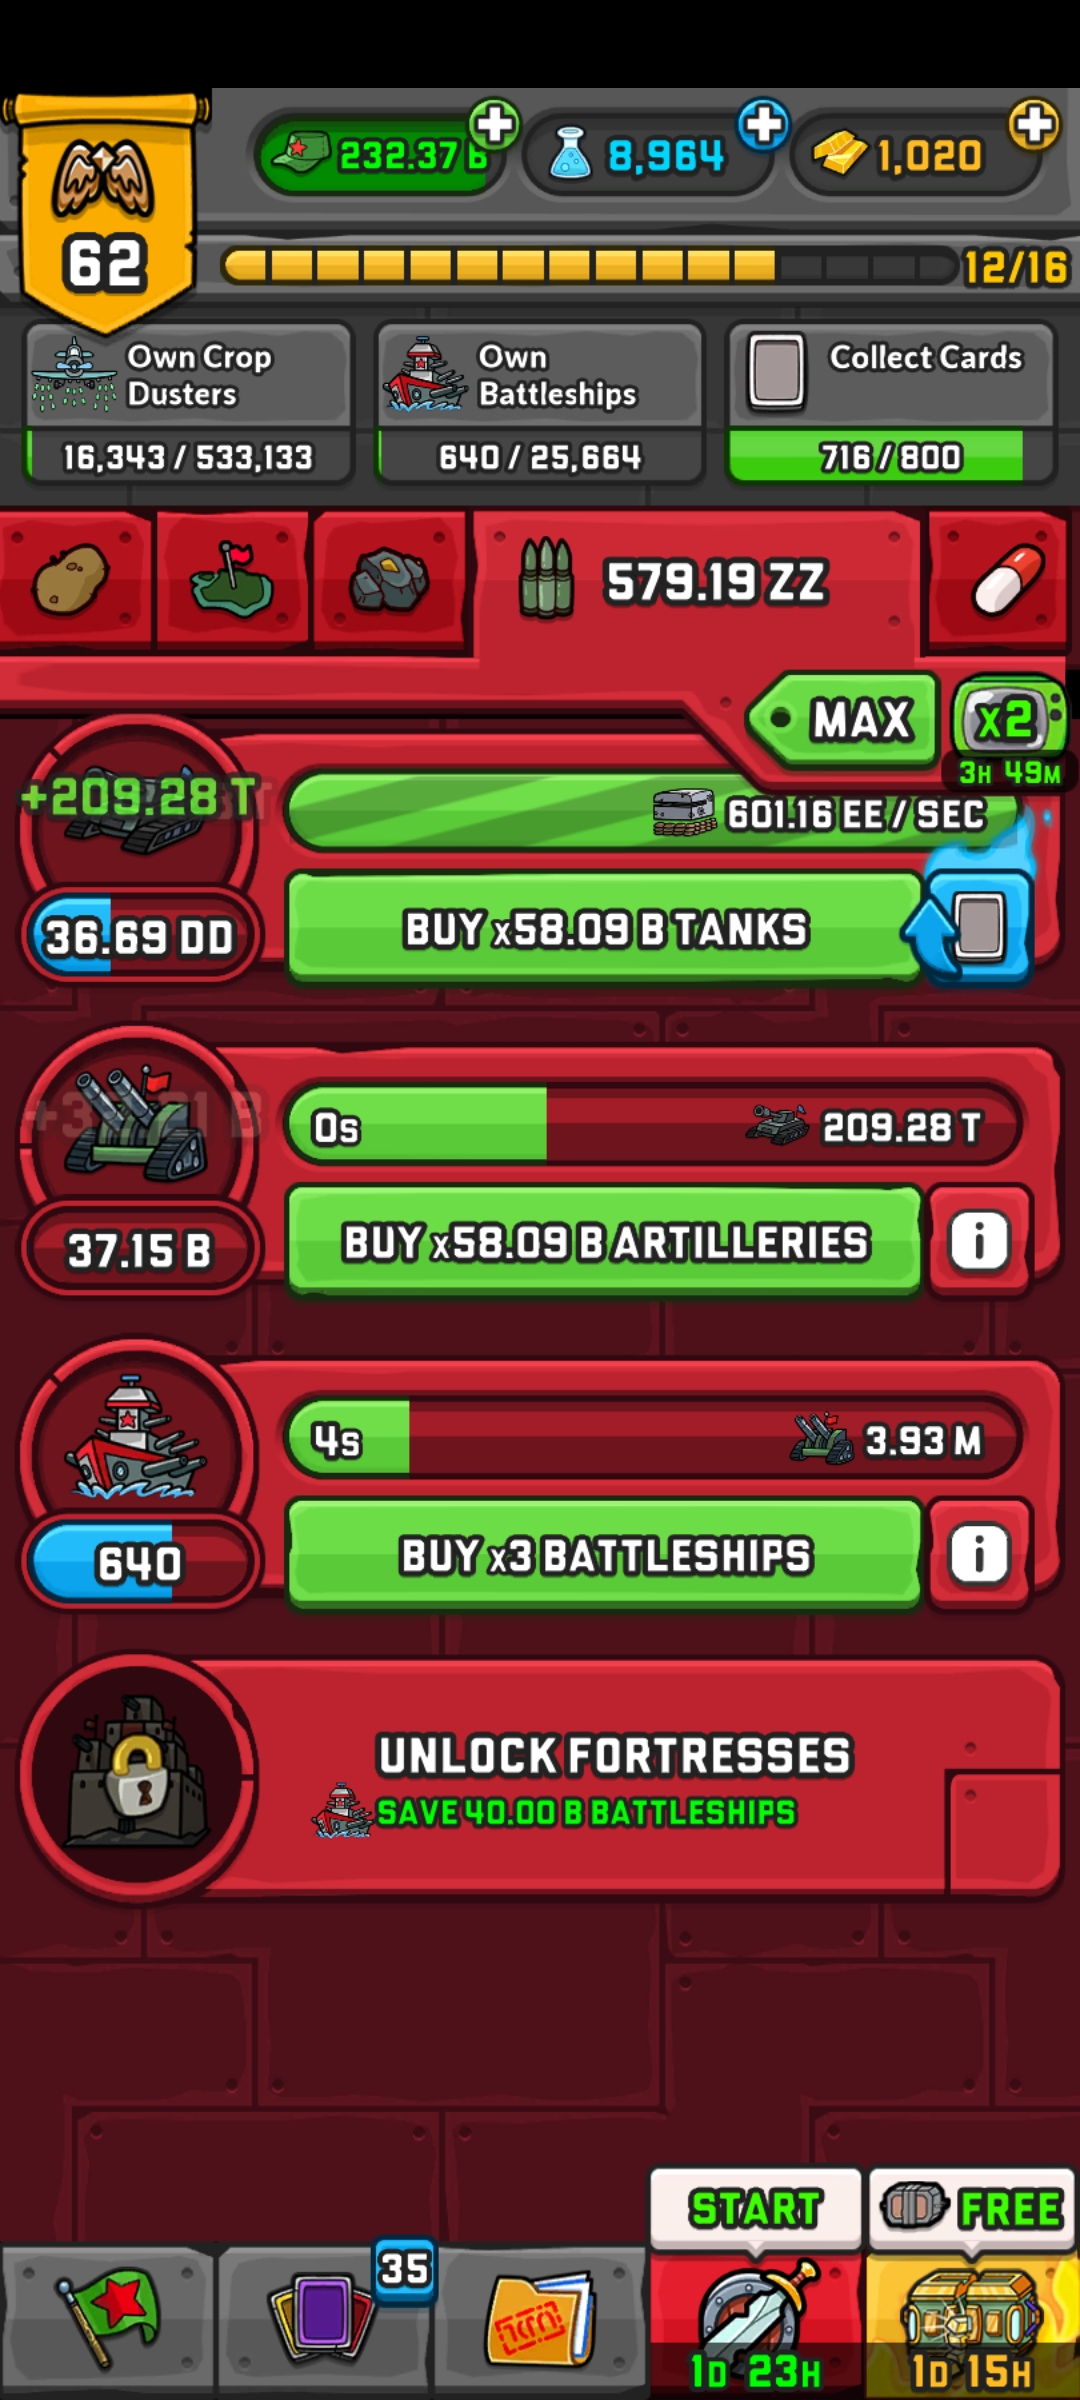 62
232.37 B
8,964
1,020
12/16
Own Crop
Dusters
16,343 / 533,133
Own
Battleships
640 / 25,664
Collect Cards
716 / 800
579.19 ZZ
MAX
x2
3H 49M
+209.28 T
601.16 EE / SEC
36.69 DD
BUY x58.09 B TANKS
0s
209.28 T
37.15 B
BUY x58.09 B ARTILLERIES
i
4s
3.93 M
640
BUY x3 BATTLESHIPS
i
UNLOCK FORTRESSES
SAVE 40.00 B BATTLESHIPS
START
FREE
35
1D 23H
1D 15H